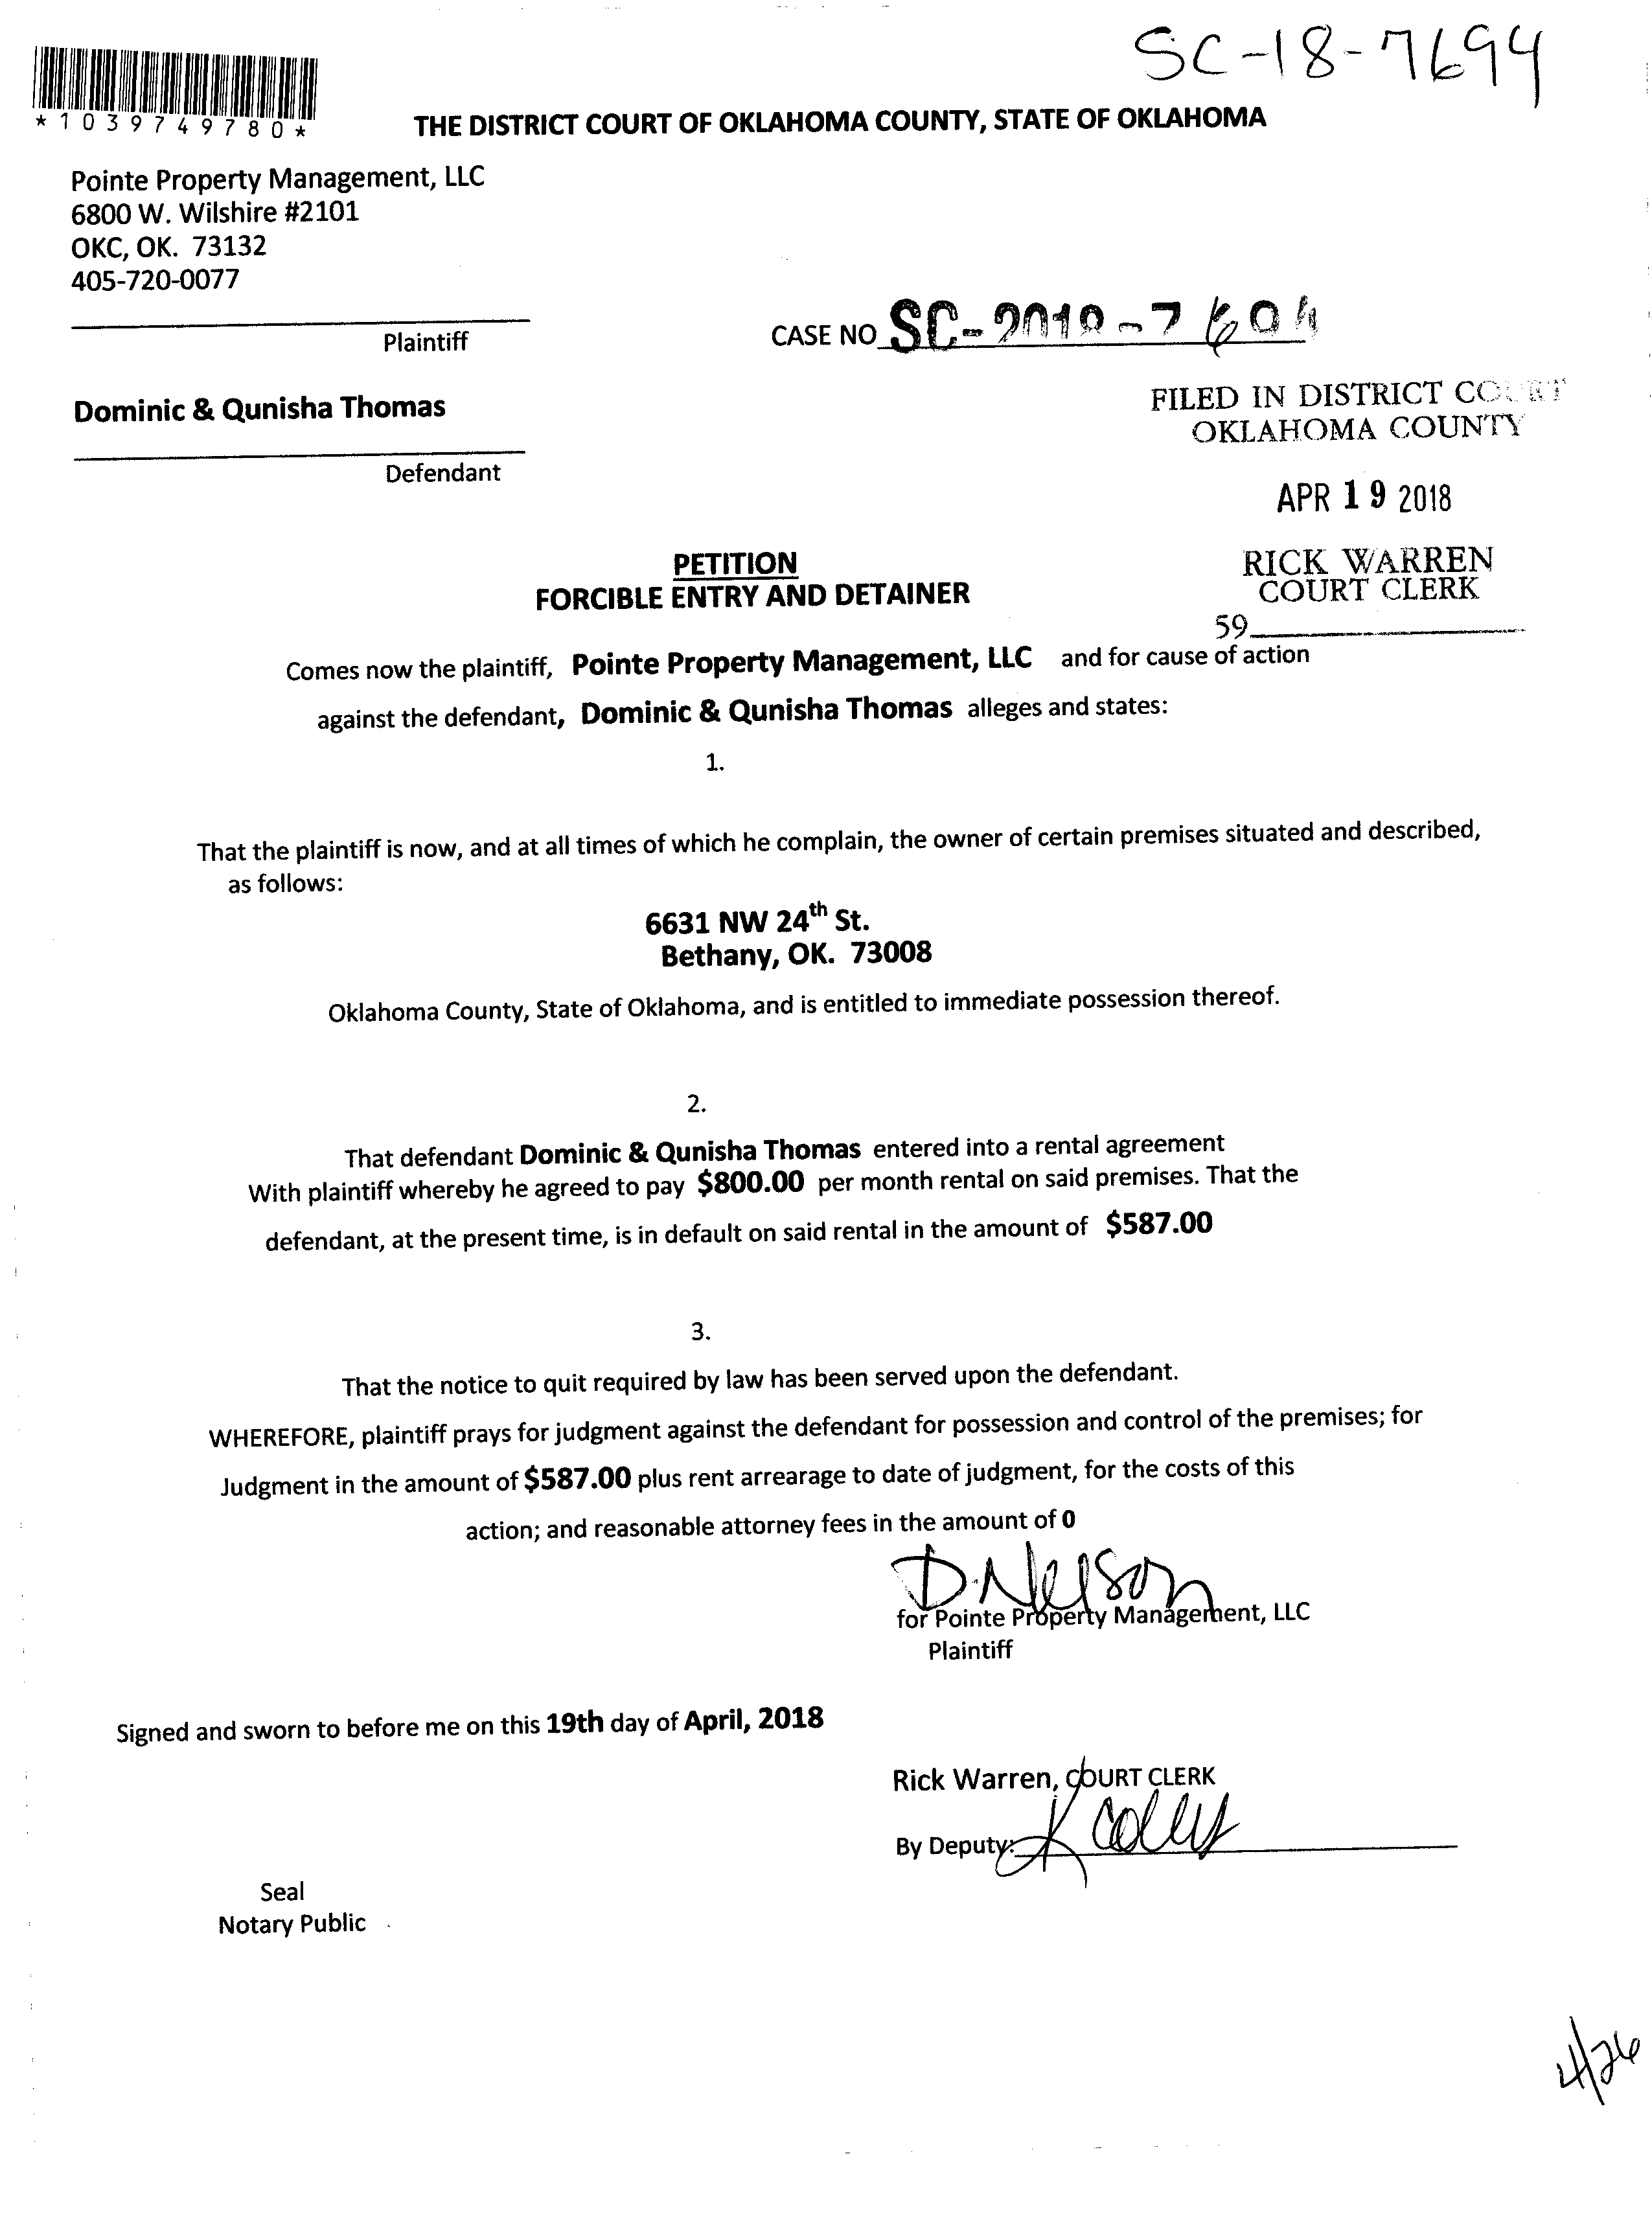 SC-18-7694
*1039749780*
THE DISTRICT COURT OF OKLAHOMA COUNTY, STATE OF OKLAHOMA
Pointe Property Management, LLC
6800 W. Wilshire #2101
OKC, OK. 73132
405-720-0077
Plaintiff
CASE NO SC-2018-7694
Dominic & Qunisha Thomas
Defendant
FILED IN DISTRICT COURT
OKLAHOMA COUNTY
APR 19 2018
RICK WARREN
COURT CLERK
59
PETITION
FORCIBLE ENTRY AND DETAINER
Comes now the plaintiff, Pointe Property Management, LLC and for cause of action
against the defendant, Dominic & Qunisha Thomas alleges and states:
1.
That the plaintiff is now, and at all times of which he complain, the owner of certain premises situated and described,
as follows:
6631 NW 24th St.
Bethany, OK. 73008
Oklahoma County, State of Oklahoma, and is entitled to immediate possession thereof.
2.
That defendant Dominic & Qunisha Thomas entered into a rental agreement
With plaintiff whereby he agreed to pay $800.00 per month rental on said premises. That the
defendant, at the present time, is in default on said rental in the amount of $587.00
3.
That the notice to quit required by law has been served upon the defendant.
WHEREFORE, plaintiff prays for judgment against the defendant for possession and control of the premises; for
Judgment in the amount of $587.00 plus rent arrearage to date of judgment, for the costs of this
action; and reasonable attorney fees in the amount of 0
D. Nelson
for Pointe Property Management, LLC
Plaintiff
Signed and sworn to before me on this 19th day of April, 2018
Rick Warren, COURT CLERK
By Deputy: K
Seal
Notary Public
4/26